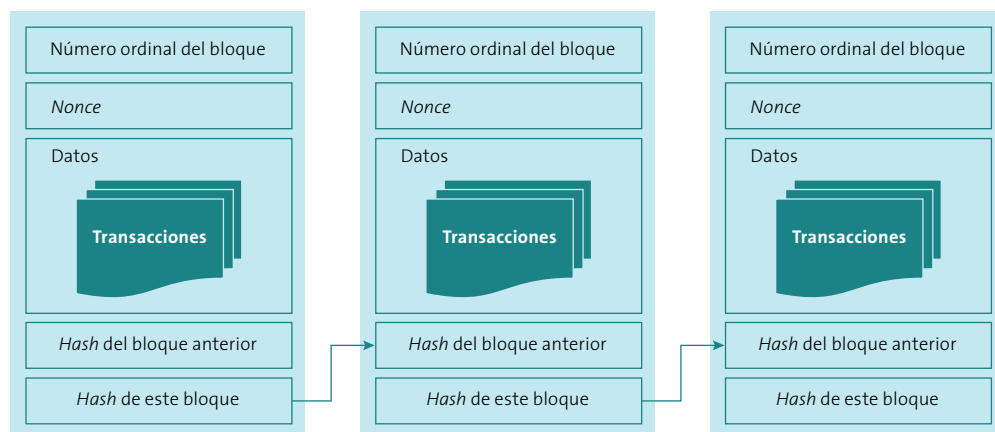 Número ordinal del bloque
Nonce
Datos
Transacciones
Hash del bloque anterior
Hash de este bloque
Número ordinal del bloque
Nonce
Datos
Transacciones
Hash del bloque anterior
Hash de este bloque
Número ordinal del bloque
Nonce
Datos
Transacciones
Hash del bloque anterior
Hash de este bloque